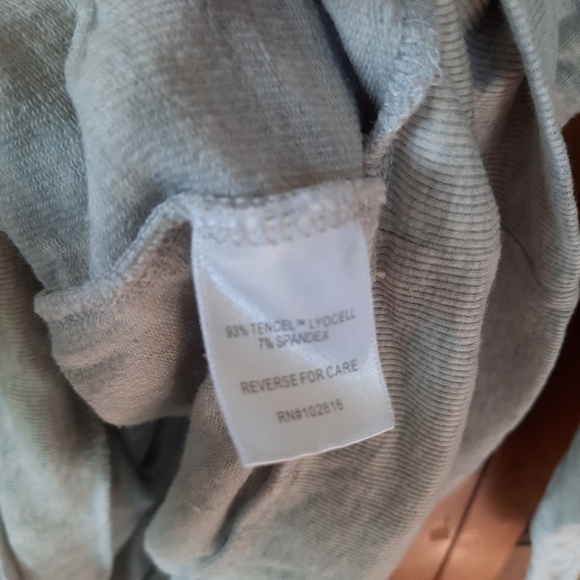 93% TENCEL™ LYOCELL
7% SPANDEX
REVERSE FOR CARE
RN#102816